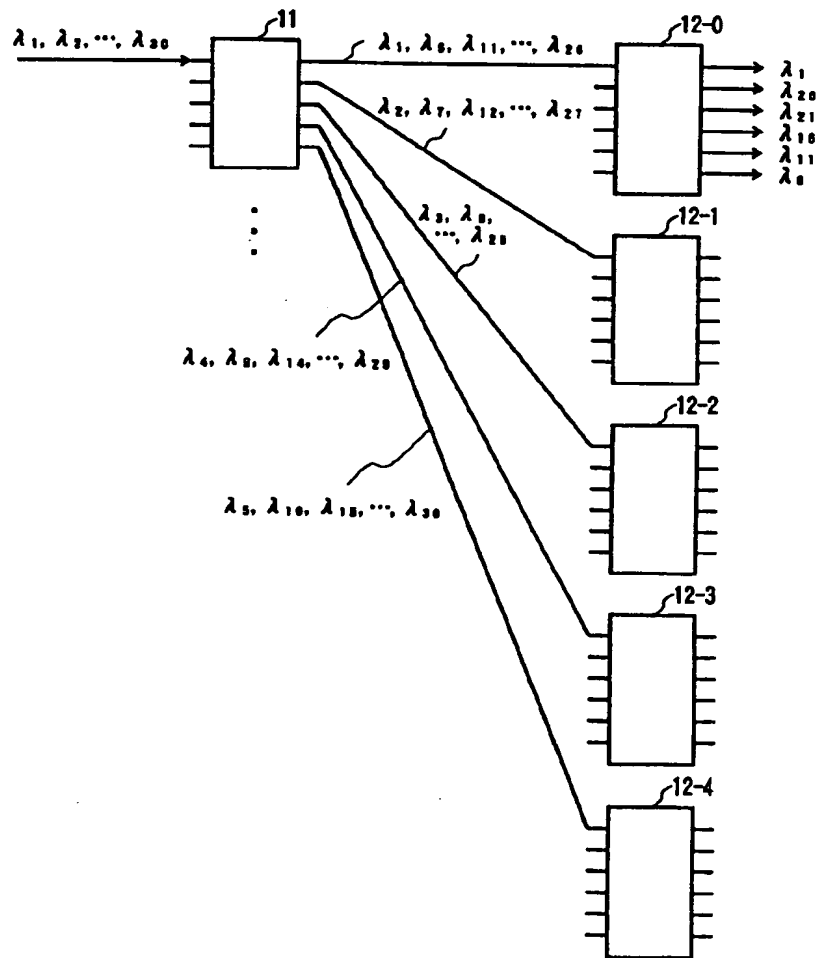 11
λ₁, λ₂, ···, λ₃₀
λ₁, λ₆, λ₁₁, ···, λ₂₆
12-0
λ₁
λ₂₆
λ₂₁
λ₁₆
λ₁₁
λ₆
λ₂, λ₇, λ₁₂, ···, λ₂₇
12-1
λ₃, λ₈,
···, λ₂₈
λ₄, λ₉, λ₁₄, ···, λ₂₉
12-2
λ₅, λ₁₀, λ₁₅, ···, λ₃₀
12-3
12-4